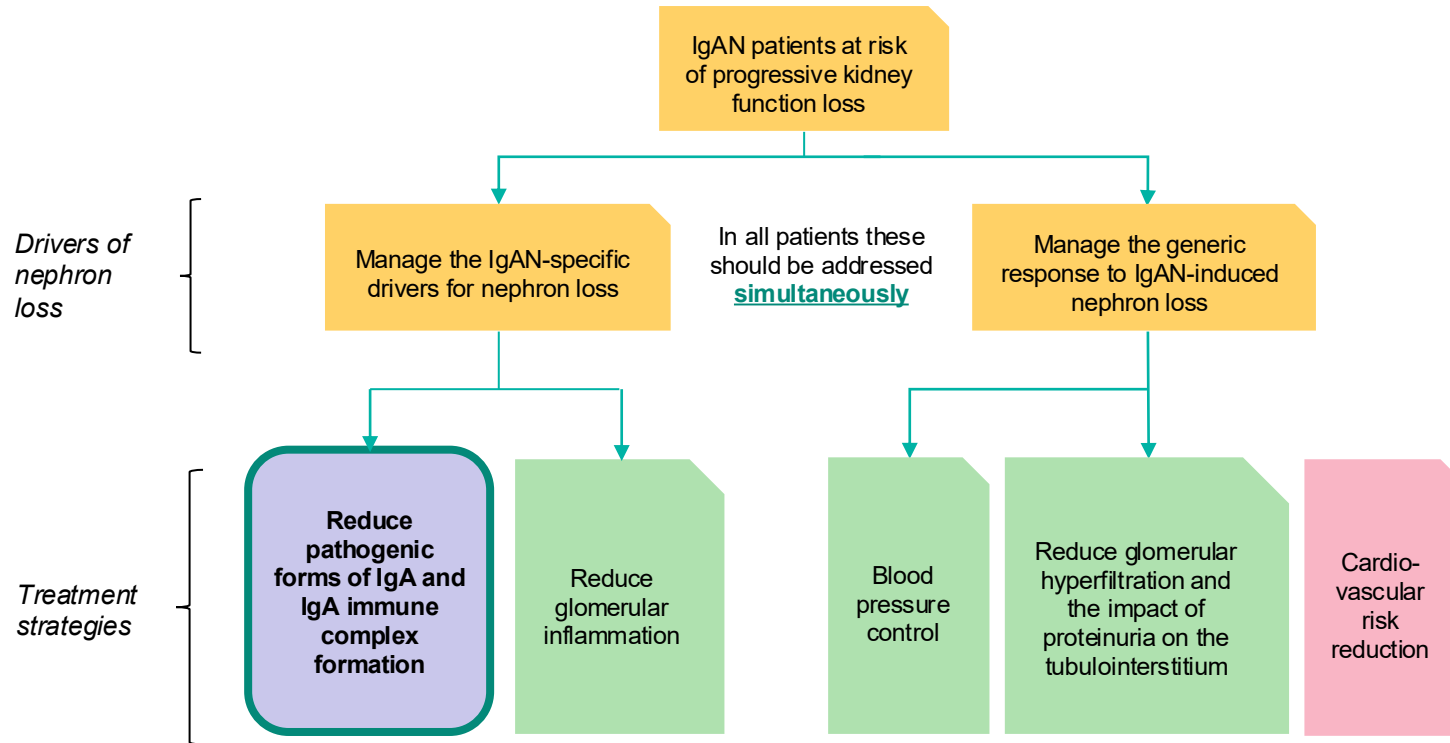 IgAN patients at risk
of progressive kidney
function loss
Drivers of
nephron
loss
Manage the IgAN-specific
drivers for nephron loss
In all patients these
should be addressed
simultaneously
Manage the generic
response to IgAN-induced
nephron loss
Treatment
strategies
Reduce
pathogenic
forms of IgA and
IgA immune
complex
formation
Reduce
glomerular
inflammation
Blood
pressure
control
Reduce glomerular
hyperfiltration and
the impact of
proteinuria on the
tubulointerstitium
Cardio-
vascular
risk
reduction